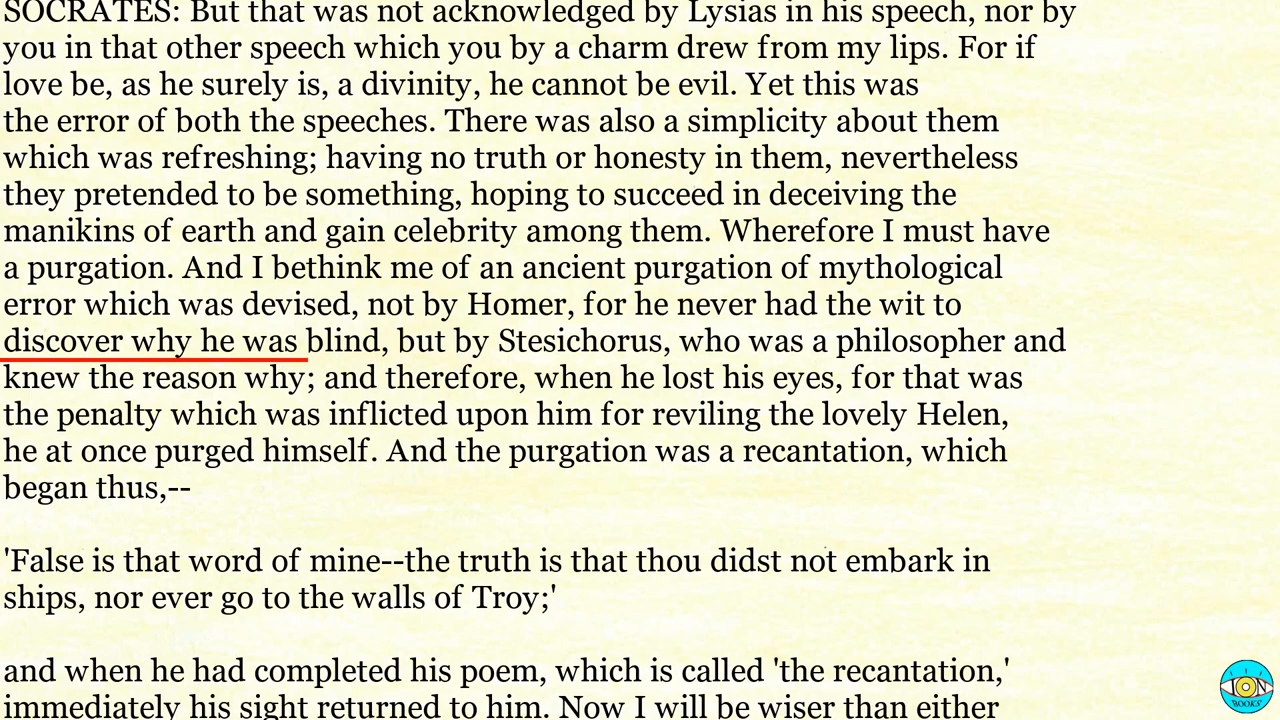 SOCRATES: But that was not acknowledged by Lysias in his speech, nor by
you in that other speech which you by a charm drew from my lips. For if
love be, as he surely is, a divinity, he cannot be evil. Yet this was
the error of both the speeches. There was also a simplicity about them
which was refreshing; having no truth or honesty in them, nevertheless
they pretended to be something, hoping to succeed in deceiving the
manikins of earth and gain celebrity among them. Wherefore I must have
a purgation. And I bethink me of an ancient purgation of mythological
error which was devised, not by Homer, for he never had the wit to
discover why he was blind, but by Stesichorus, who was a philosopher and
knew the reason why; and therefore, when he lost his eyes, for that was
the penalty which was inflicted upon him for reviling the lovely Helen,
he at once purged himself. And the purgation was a recantation, which
began thus,--
'False is that word of mine--the truth is that thou didst not embark in
ships, nor ever go to the walls of Troy;'
and when he had completed his poem, which is called 'the recantation,'
immediately his sight returned to him. Now I will be wiser than either
ION
BOOKS